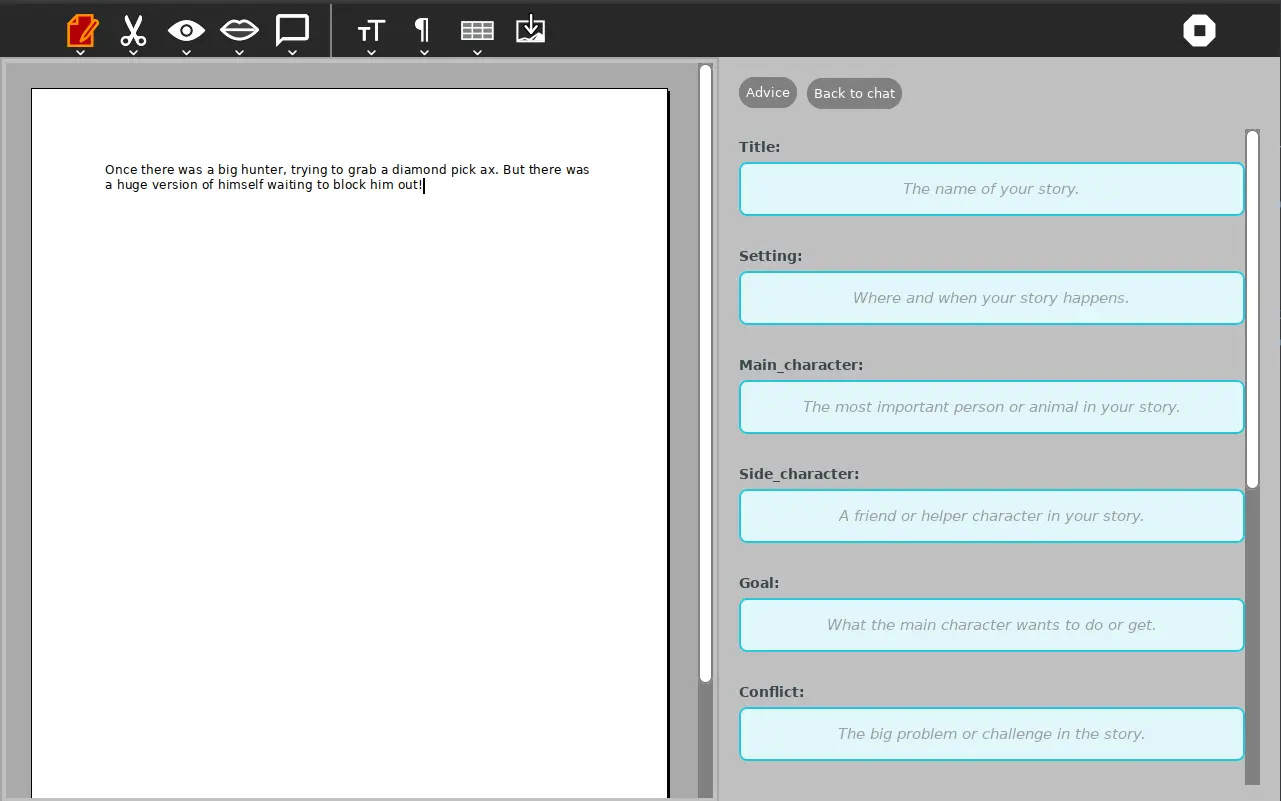 Advice
Back to chat
Once there was a big hunter, trying to grab a diamond pick ax. But there was
a huge version of himself waiting to block him out!
Title:
The name of your story.
Setting:
Where and when your story happens.
Main_character:
The most important person or animal in your story.
Side_character:
A friend or helper character in your story.
Goal:
What the main character wants to do or get.
Conflict:
The big problem or challenge in the story.